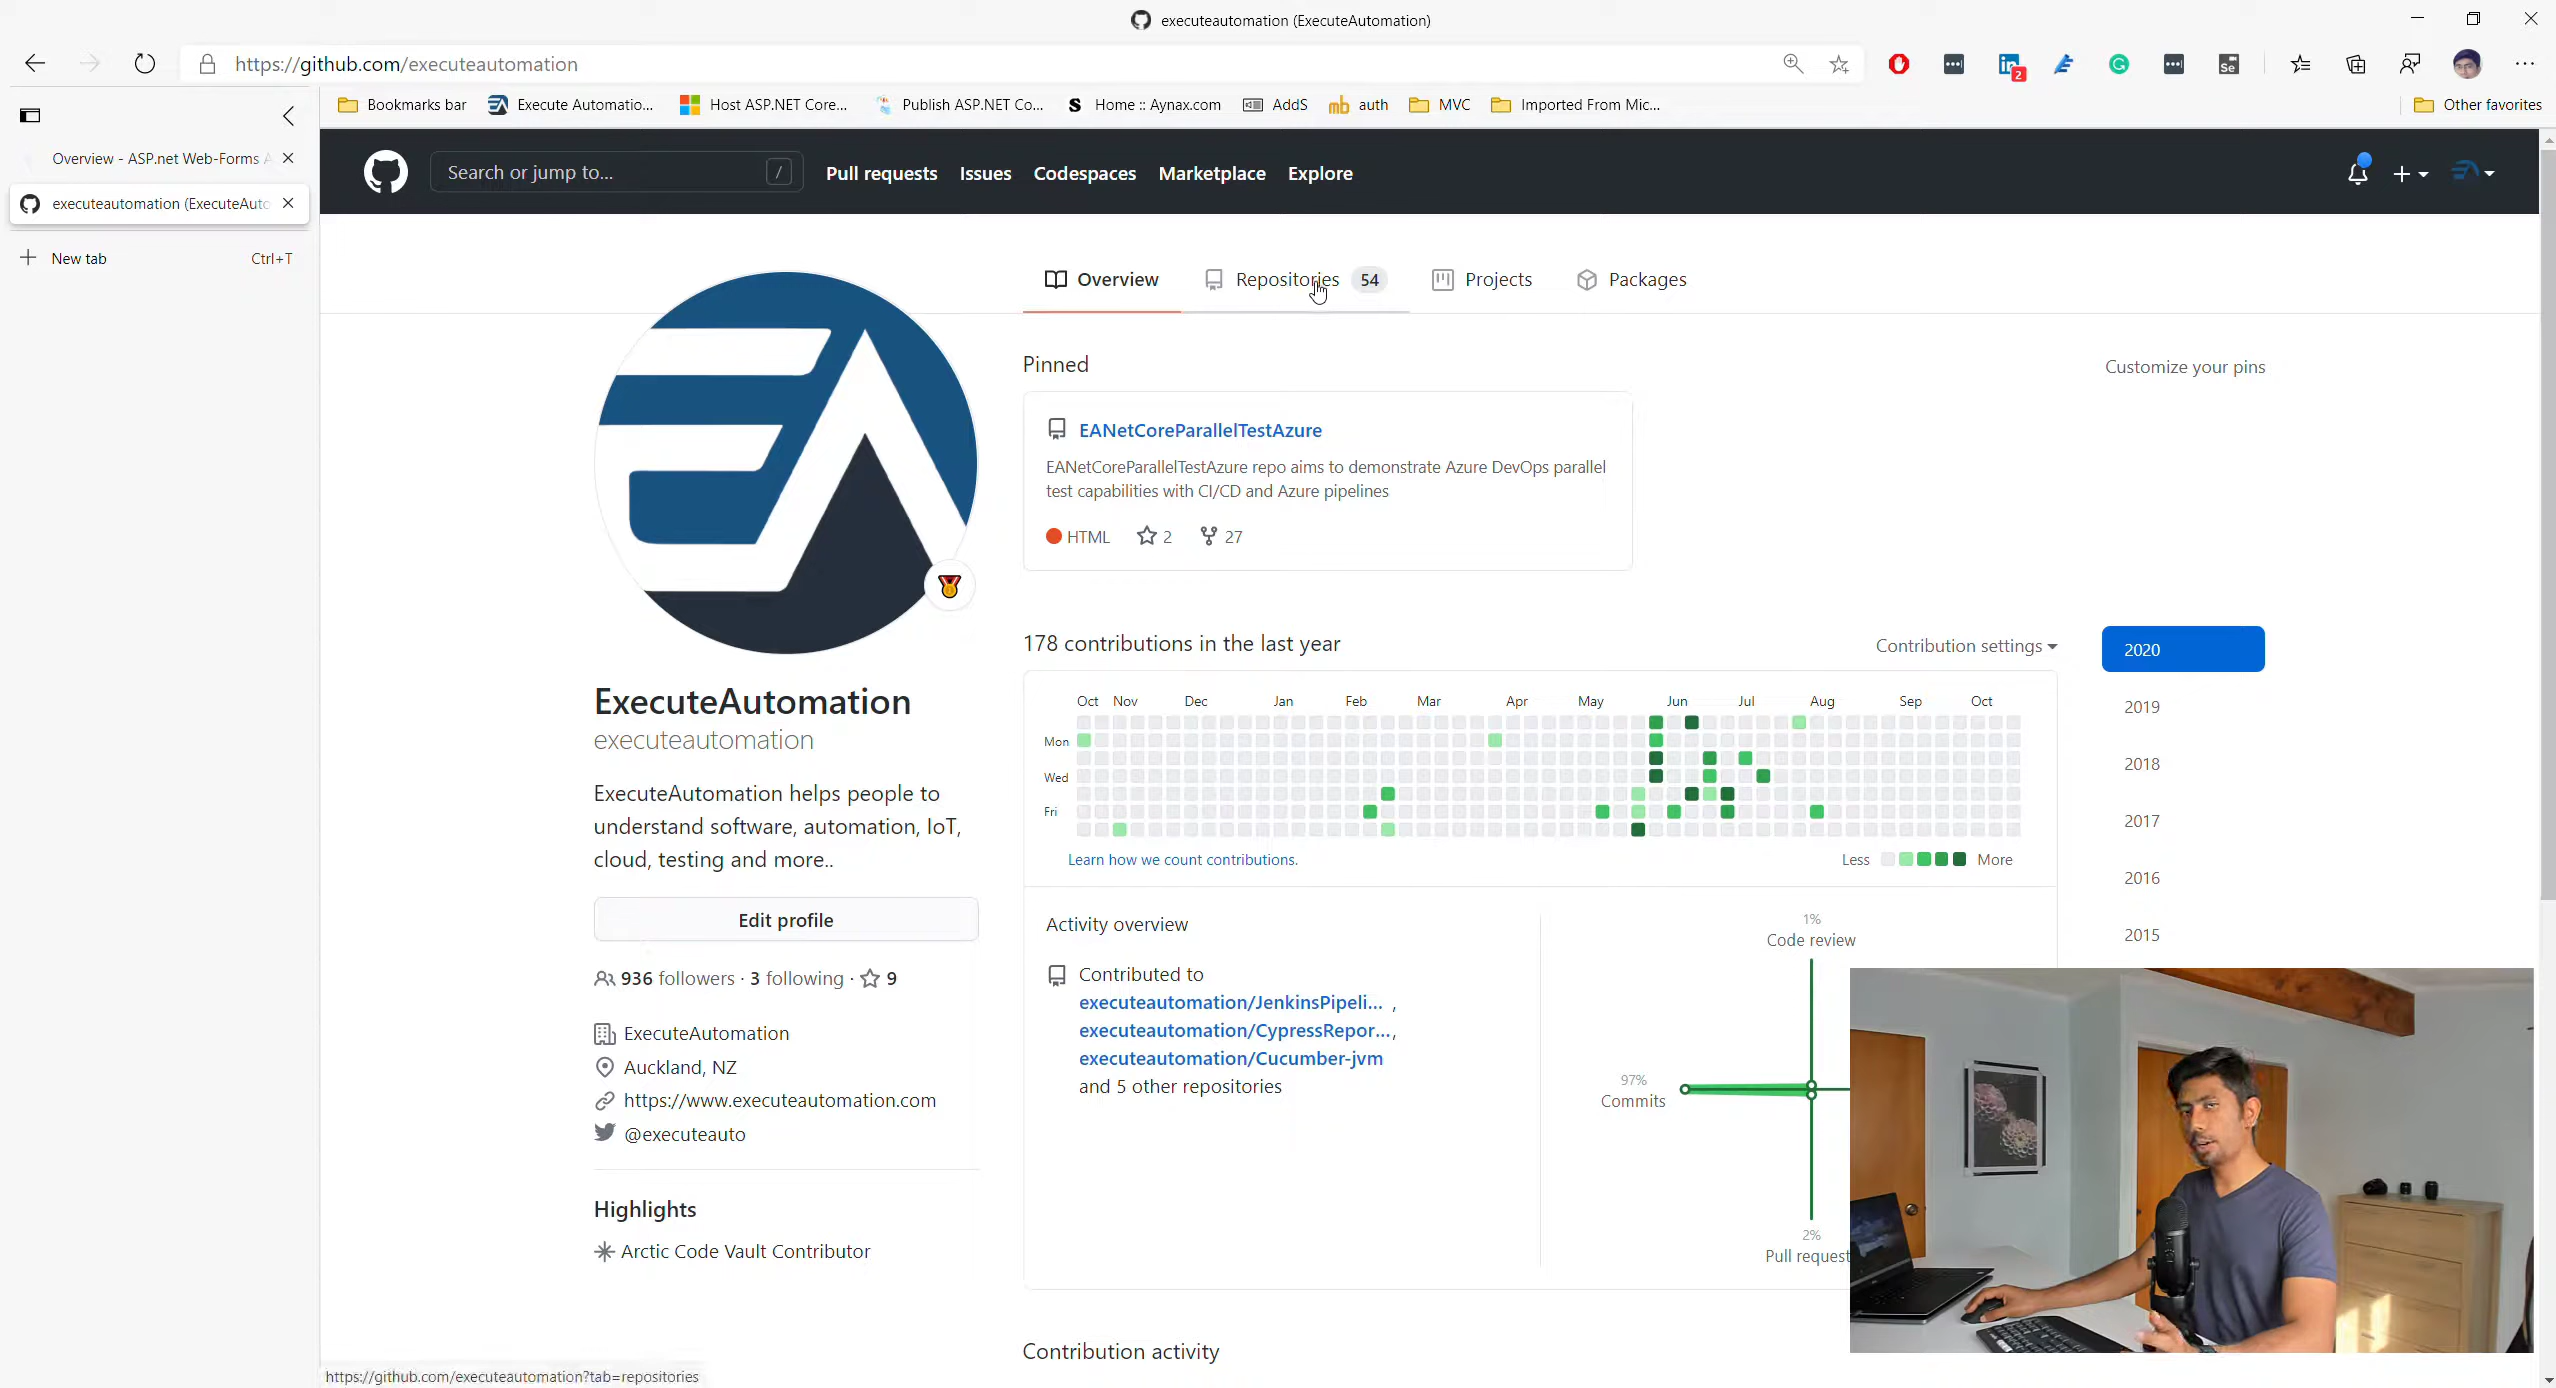 executeautomation (ExecuteAutomation)
https://github.com/executeautomation
2
Se
Bookmarks bar
Execute Automatio...
Host ASP.NET Core...
Publish ASP.NET Co...
S Home :: Aynax.com
AddS
mb auth
MVC
Imported From Mic...
Other favorites
Overview - ASP.net Web-Forms A
executeautomation (ExecuteAuto
New tab Ctrl+T
Search or jump to... /
Pull requests Issues Codespaces Marketplace Explore
Overview Repositories 54 Projects Packages
Pinned
Customize your pins
EANetCoreParallelTestAzure
EANetCoreParallelTestAzure repo aims to demonstrate Azure DevOps parallel
test capabilities with CI/CD and Azure pipelines
HTML 2 27
178 contributions in the last year
Contribution settings
2020
2019
2018
2017
2016
2015
Oct Nov Dec Jan Feb Mar Apr May Jun Jul Aug Sep Oct
Mon
Wed
Fri
Learn how we count contributions.
Less More
ExecuteAutomation
executeautomation
ExecuteAutomation helps people to
understand software, automation, IoT,
cloud, testing and more..
Edit profile
936 followers · 3 following · 9
ExecuteAutomation
Auckland, NZ
https://www.executeautomation.com
@executeauto
Highlights
Arctic Code Vault Contributor
Activity overview
Contributed to
executeautomation/JenkinsPipeli... ,
executeautomation/CypressRepor...,
executeautomation/Cucumber-jvm
and 5 other repositories
1%
Code review
97%
Commits
2%
Pull request
Contribution activity
https://github.com/executeautomation?tab=repositories